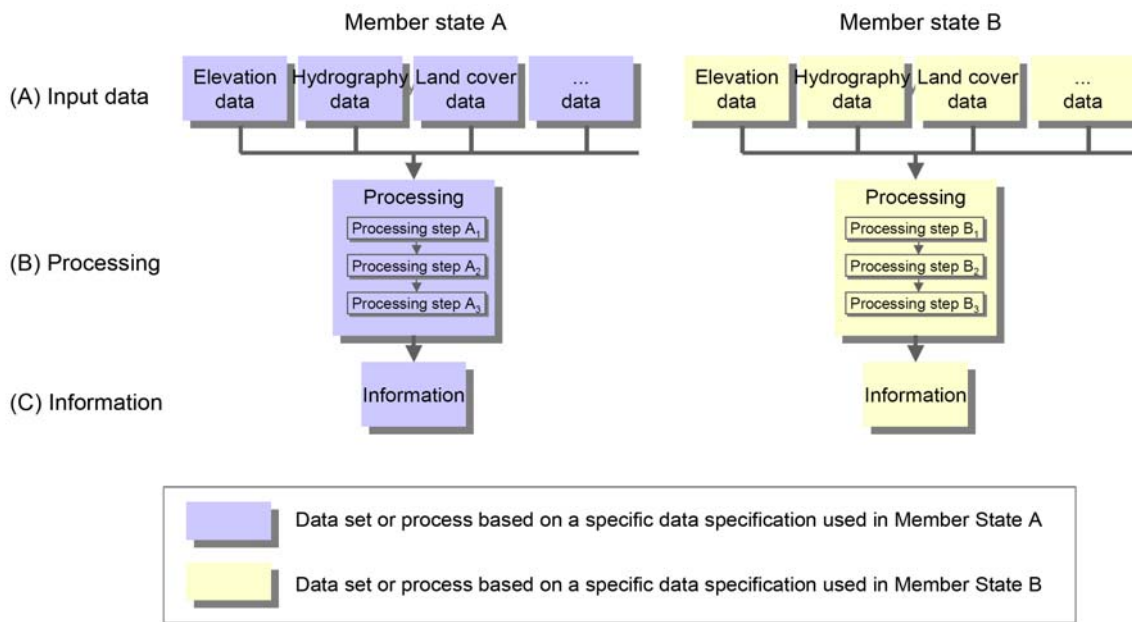 Member state A
Member state B
(A) Input data
Elevation
data
Hydrography
data
Land cover
data
...
data
Elevation
data
Hydrography
data
Land cover
data
...
data
(B) Processing
Processing
Processing step A1
Processing step A2
Processing step A3
Processing
Processing step B1
Processing step B2
Processing step B3
(C) Information
Information
Information
Data set or process based on a specific data specification used in Member State A
Data set or process based on a specific data specification used in Member State B